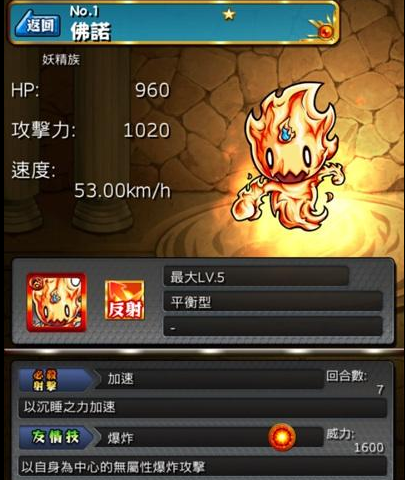 返回
No.1
佛諾
妖精族
HP: 960
攻擊力: 1020
速度:
53.00km/h
反射
最大LV.5
平衡型
-
必殺射擊 加速 回合數: 7
以沉睡之力加速
友情技 爆炸 威力: 1600
以自身為中心的無屬性爆炸攻擊